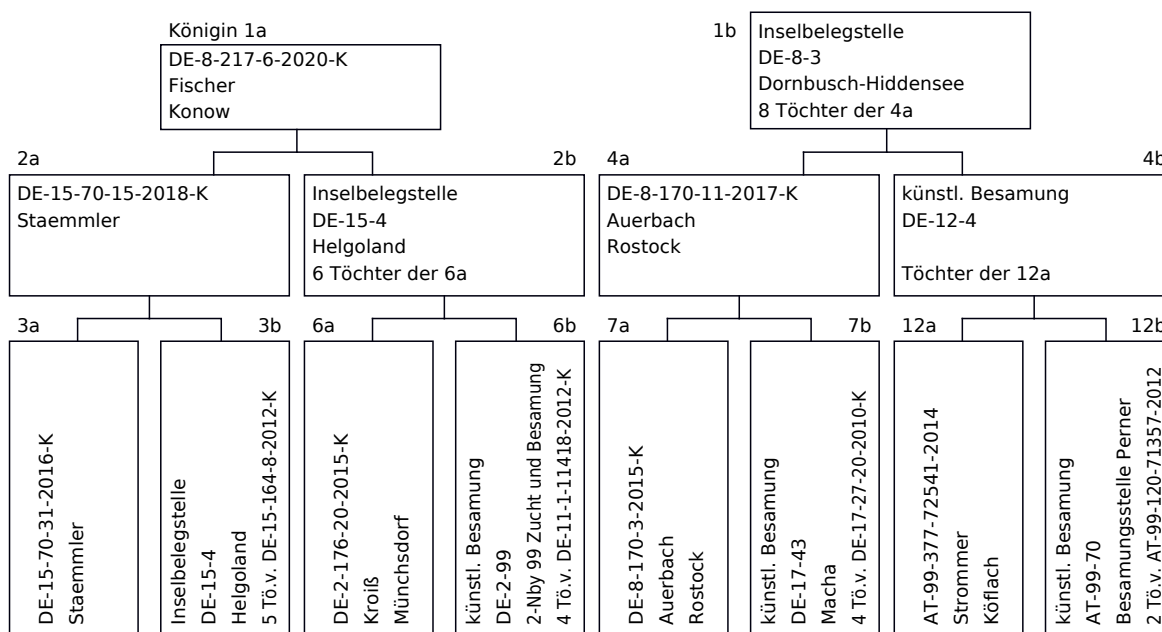 Königin 1a
DE-8-217-6-2020-K
Fischer
Konow
1b
Inselbelegstelle
DE-8-3
Dornbusch-Hiddensee
8 Töchter der 4a
2a
DE-15-70-15-2018-K
Staemmler
2b
Inselbelegstelle
DE-15-4
Helgoland
6 Töchter der 6a
4a
DE-8-170-11-2017-K
Auerbach
Rostock
4b
künstl. Besamung
DE-12-4
Töchter der 12a
3a
DE-15-70-31-2016-K
Staemmler
3b
Inselbelegstelle
DE-15-4
Helgoland
5 Tö.v. DE-15-164-8-2012-K
6a
DE-2-176-20-2015-K
Kroiß
Münchsdorf
6b
künstl. Besamung
DE-2-99
2-Nby 99 Zucht und Besamung
4 Tö.v. DE-11-1-11418-2012-K
7a
DE-8-170-3-2015-K
Auerbach
Rostock
7b
künstl. Besamung
DE-17-43
Macha
4 Tö.v. DE-17-27-20-2010-K
12a
AT-99-377-72541-2014
Strommer
Köflach
12b
künstl. Besamung
AT-99-70
Besamungsstelle Perner
2 Tö.v. AT-99-120-71357-2012